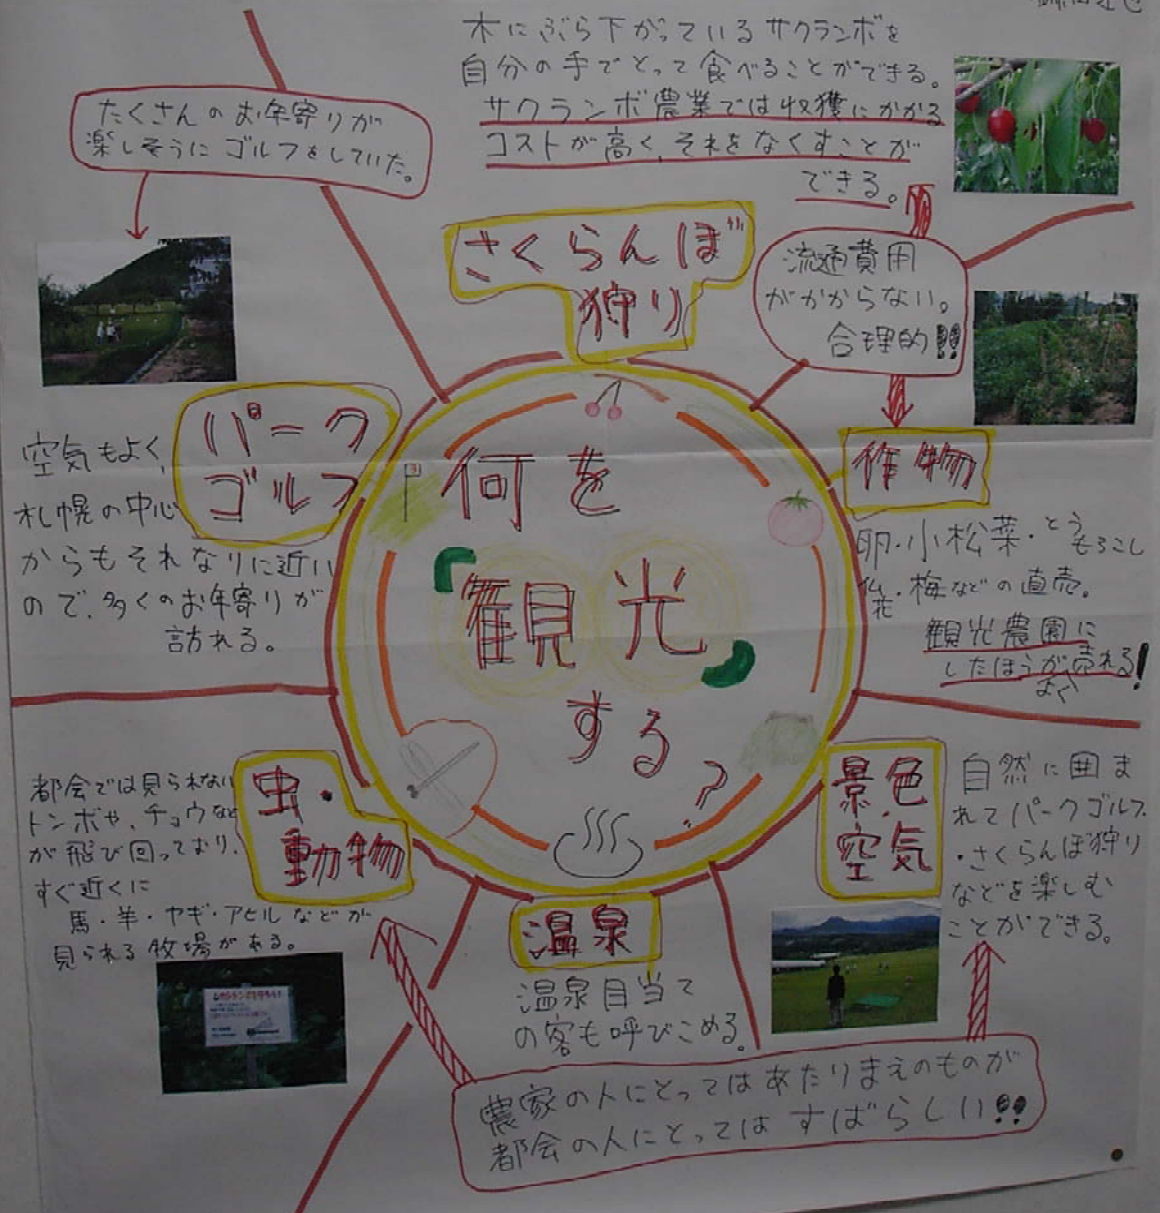 木にぶら下がっているサクランボを
自分の手でとって食べることができる。
サクランボ農業では収獲にかかる
コストが高く、それをなくすことが
できる。
たくさんのお年寄りが
楽しそうにゴルフをしていた。
さくらんぼ
狩り
流通費用
がかからない。
合理的!!
パーク
ゴルフ
空気もよく、
札幌の中心
からもそれなりに近い
ので、多くのお年寄りが
訪れる。
作物
卵・小松菜・とうもろこし
仏花・梅などの直売。
観光農園に
したほうがよく売れる!
何を
「観光」
する?
虫・
動物
都会では見られない
トンボや、チョウなど
が飛び回っており、
すぐ近くに
馬・羊・ヤギ・アヒルなどが
見られる牧場がある。
景色
空気
自然に囲ま
れてパークゴルフ
・さくらんぼ狩り
などを楽しむ
ことができる。
温泉
温泉目当て
の客も呼びこめる。
農家の人にとってはあたりまえのものが
都会の人にとってはすばらしい!!